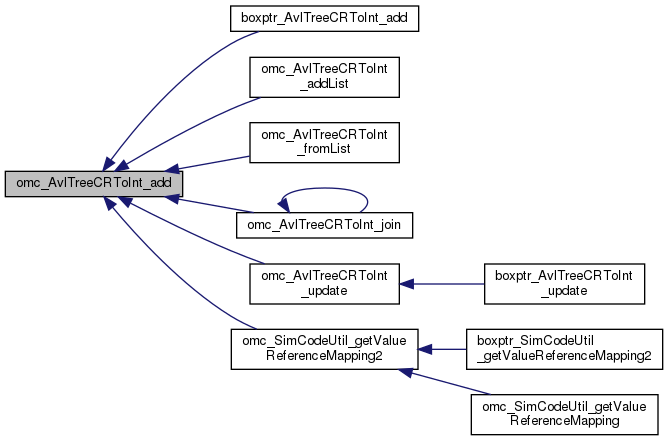 boxptr_AvlTreeCRToInt_add
omc_AvlTreeCRToInt
_addList
omc_AvlTreeCRToInt
_fromList
omc_AvlTreeCRToInt_add
omc_AvlTreeCRToInt_join
omc_AvlTreeCRToInt
_update
boxptr_AvlTreeCRToInt
_update
omc_SimCodeUtil_getValue
ReferenceMapping2
boxptr_SimCodeUtil
_getValueReferenceMapping2
omc_SimCodeUtil_getValue
ReferenceMapping